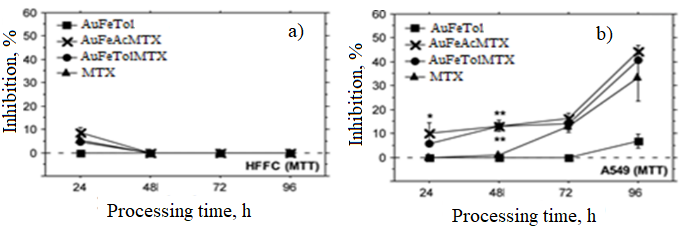 AuFeTol
AuFeAcMTX
AuFeTolMTX
MTX
a)
Inhibition, %
60
50
40
30
20
10
0
HFFC (MTT)
24
48
72
96
Processing time, h
AuFeTol
AuFeAcMTX
AuFeTolMTX
MTX
b)
Inhibition, %
60
50
40
30
20
10
0
*
**
**
A549 (MTT)
24
48
72
96
Processing time, h